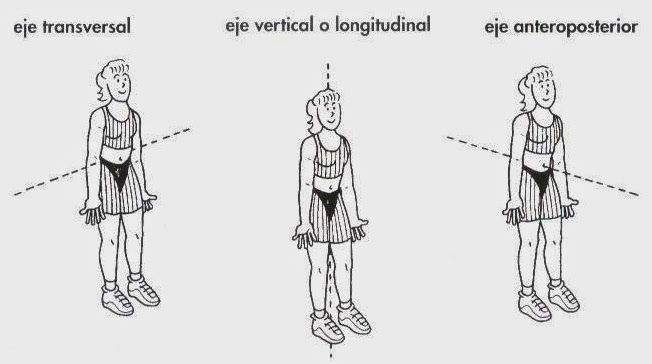 eje transversal
eje vertical o longitudinal
eje anteroposterior